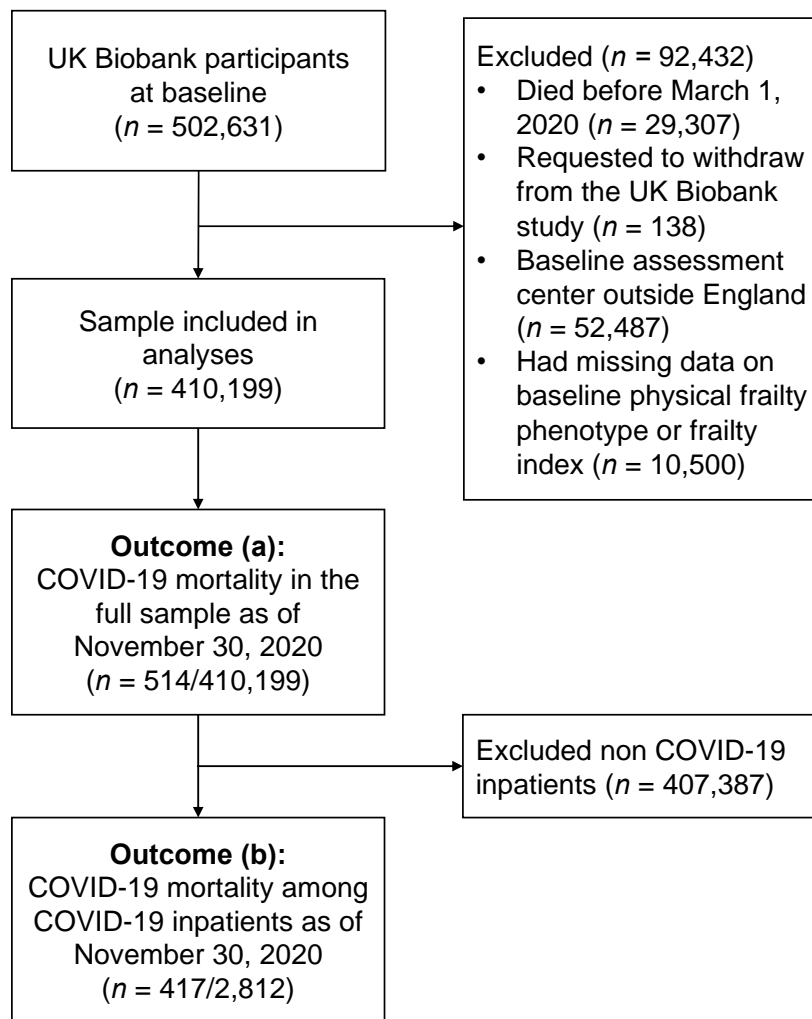 UK Biobank participants
at baseline
(n = 502,631)
Excluded (n = 92,432)
• Died before March 1,
2020 (n = 29,307)
• Requested to withdraw
from the UK Biobank
study (n = 138)
• Baseline assessment
center outside England
(n = 52,487)
• Had missing data on
baseline physical frailty
phenotype or frailty
index (n = 10,500)
Sample included in
analyses
(n = 410,199)
Outcome (a):
COVID-19 mortality in the
full sample as of
November 30, 2020
(n = 514/410,199)
Excluded non COVID-19
inpatients (n = 407,387)
Outcome (b):
COVID-19 mortality among
COVID-19 inpatients as of
November 30, 2020
(n = 417/2,812)